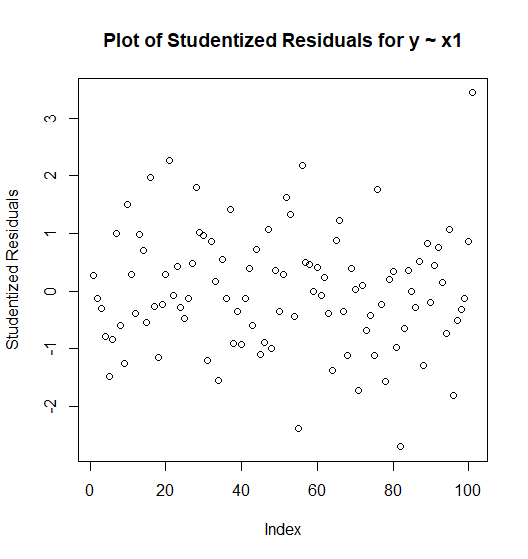 Plot of Studentized Residuals for y ~ x1
Studentized Residuals
3
2
1
0
-1
-2
0 20 40 60 80 100
Index